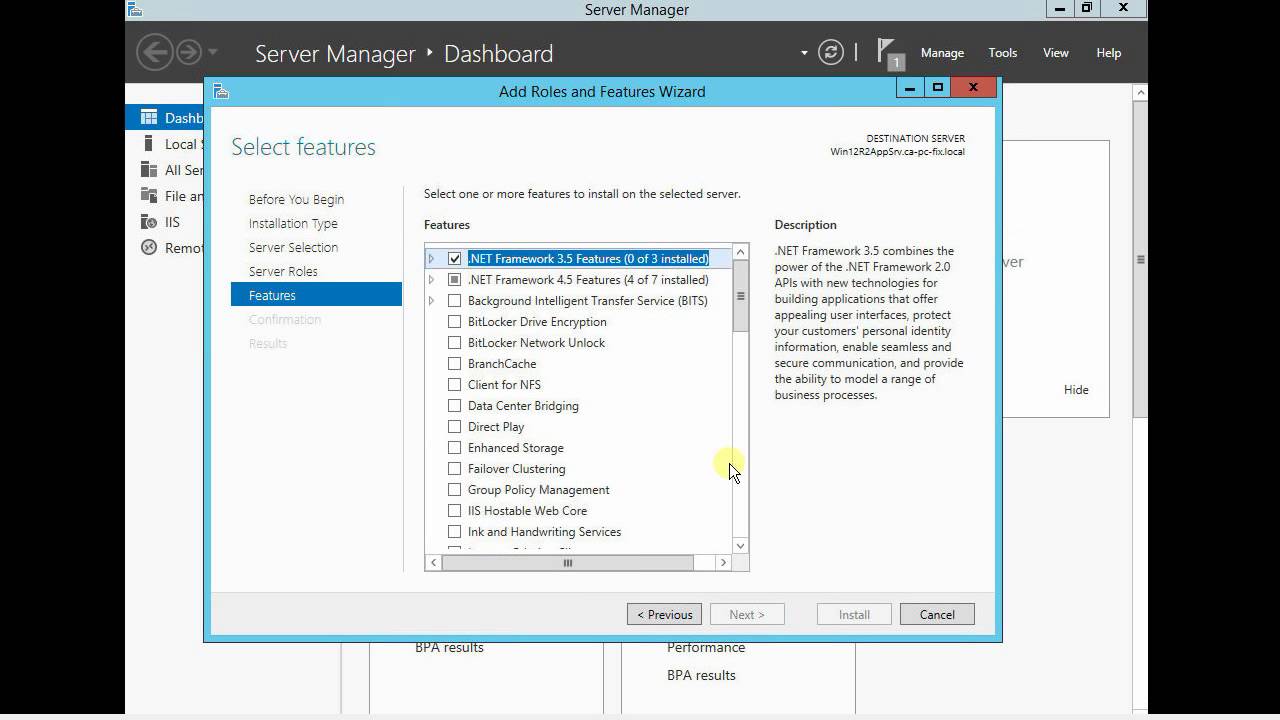 Server Manager
Server Manager • Dashboard
1
Manage
Tools
View
Help
Add Roles and Features Wizard
Dashb
Local S
All Ser
File an
IIS
Remot
Select features
DESTINATION SERVER
Win12R2AppSrv.ca-pc-fix.local
Before You Begin
Installation Type
Server Selection
Server Roles
Features
Confirmation
Results
Select one or more features to install on the selected server.
Features
.NET Framework 3.5 Features (0 of 3 installed)
.NET Framework 4.5 Features (4 of 7 installed)
Background Intelligent Transfer Service (BITS)
BitLocker Drive Encryption
BitLocker Network Unlock
BranchCache
Client for NFS
Data Center Bridging
Direct Play
Enhanced Storage
Failover Clustering
Group Policy Management
IIS Hostable Web Core
Ink and Handwriting Services
Description
.NET Framework 3.5 combines the
power of the .NET Framework 2.0
APIs with new technologies for
building applications that offer
appealing user interfaces, protect
your customers' personal identity
information, enable seamless and
secure communication, and provide
the ability to model a range of
business processes.
ver
Hide
< Previous
Next >
Install
Cancel
BPA results
Performance
BPA results